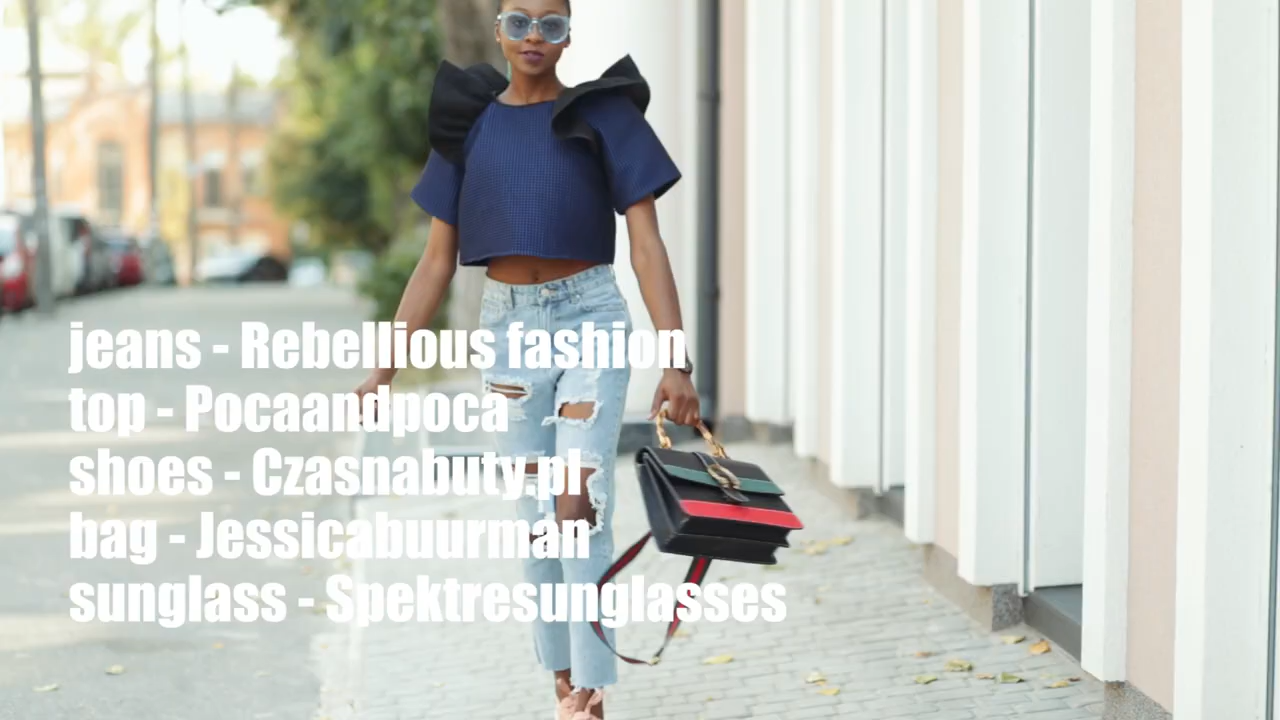 jeans - Rebellious fashion
top - Pocaandpoca
shoes - Czasnabuty.pl
bag - Jessicabuurman
sunglass - Spektresunglasses